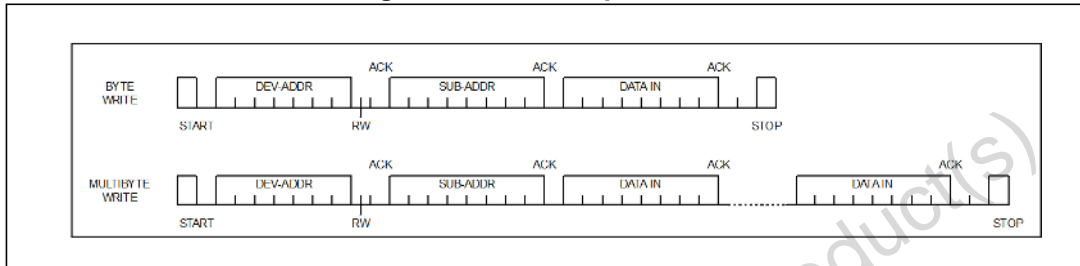 ACK ACK ACK
BYTE DEV-ADDR SUB-ADDR DATA IN
WRITE
START RW STOP
ACK ACK ACK ACK
MULTIBYTE DEV-ADDR SUB-ADDR DATA IN DATA IN
WRITE
START RW STOP